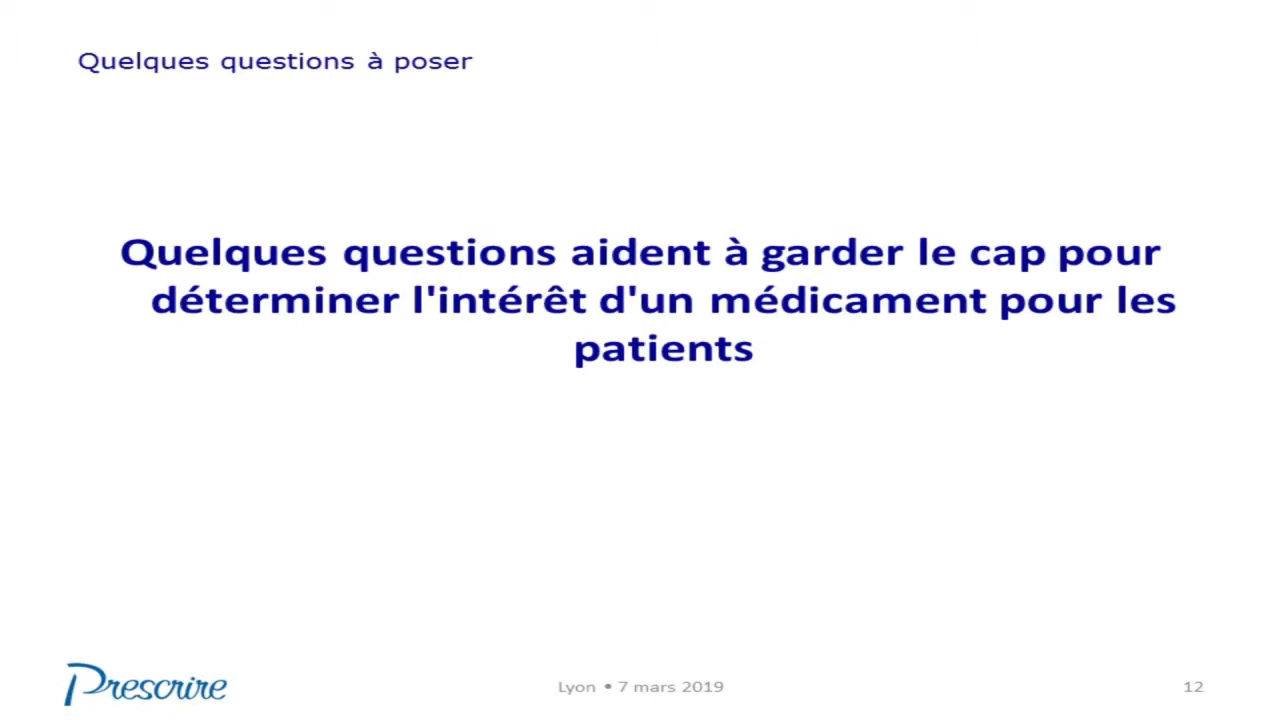 Quelques questions à poser
Quelques questions aident à garder le cap pour
déterminer l'intérêt d'un médicament pour les
patients
Prescrire
Lyon • 7 mars 2019
12